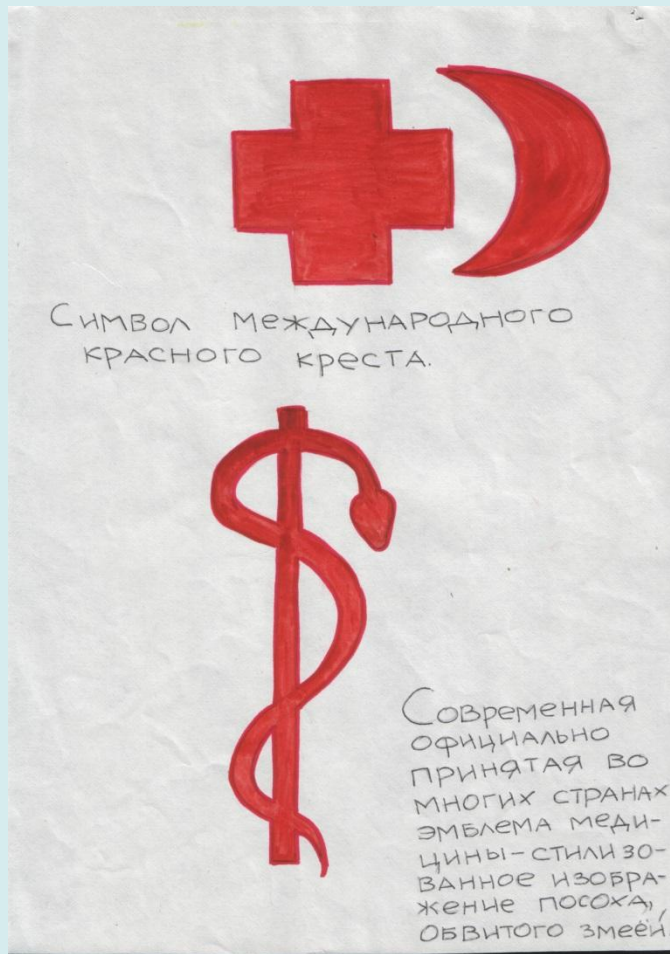 Символ международного
красного креста.
Современная
официально
принятая во
многих странах
эмблема меди-
цины-стилизо-
ванное изобра-
жение посоха,
обвитого змеёй.